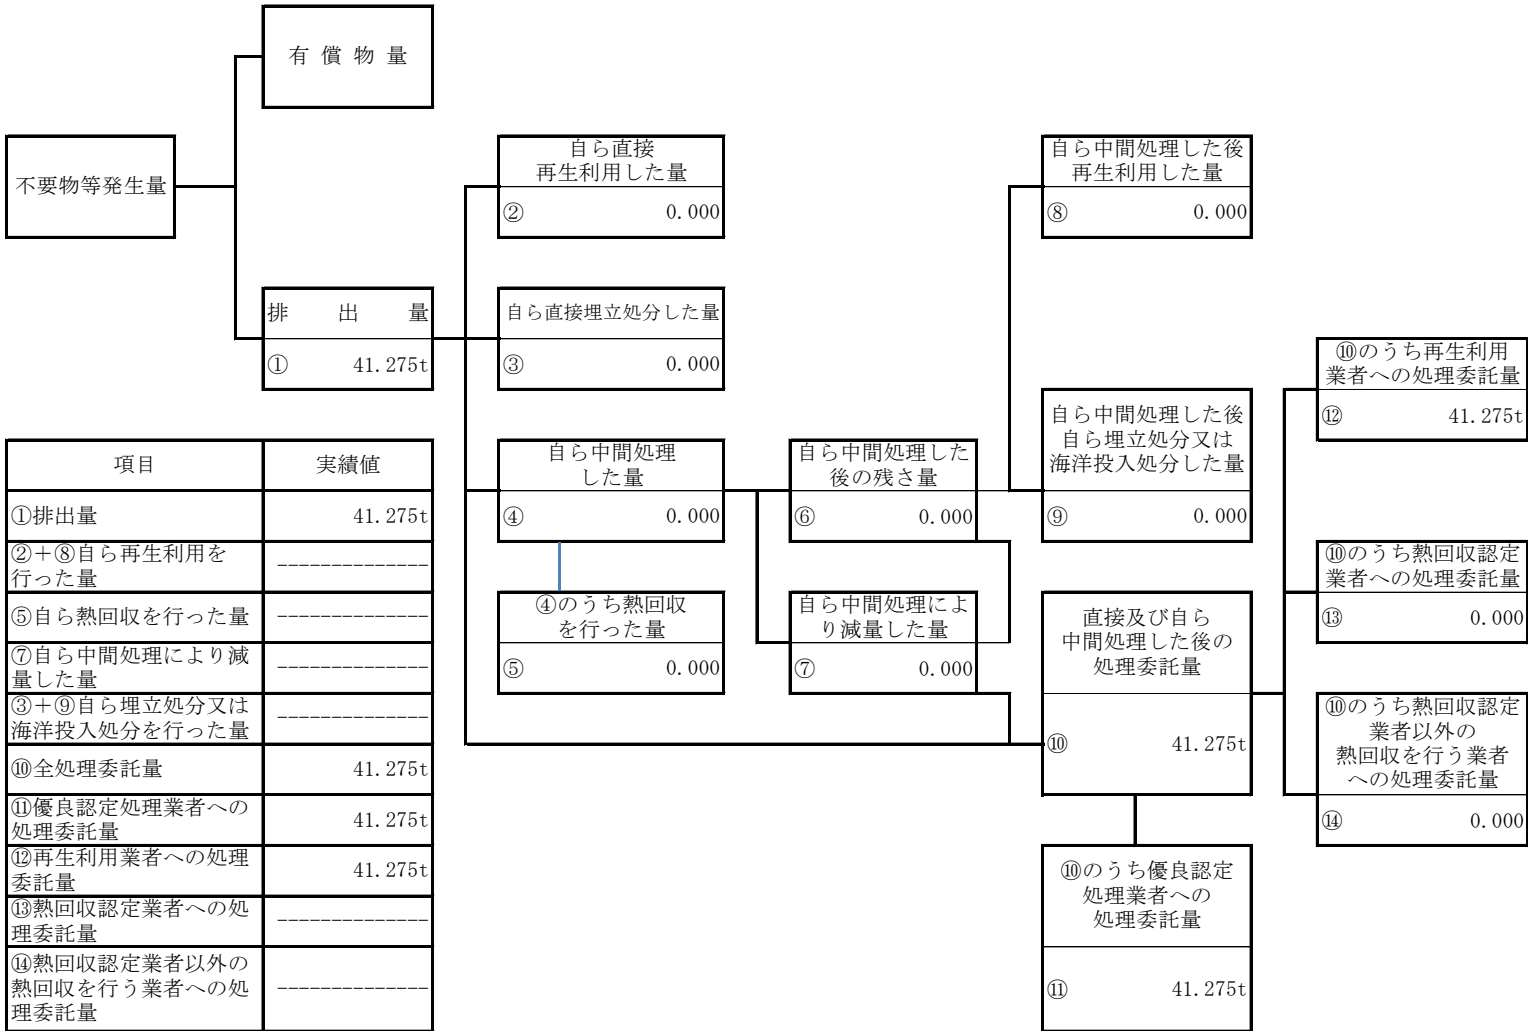 有償物量
不要物等発生量
排出量
① 41.275t
自ら直接
再生利用した量
② 0.000
自ら直接埋立処分した量
③ 0.000
自ら中間処理
した量
④ 0.000
④のうち熱回収
を行った量
⑤ 0.000
自ら中間処理した
後の残さ量
⑥ 0.000
自ら中間処理によ
り減量した量
⑦ 0.000
自ら中間処理した後
再生利用した量
⑧ 0.000
自ら中間処理した後
自ら埋立処分又は
海洋投入処分した量
⑨ 0.000
直接及び自ら
中間処理した後の
処理委託量
⑩ 41.275t
⑩のうち優良認定
処理業者への
処理委託量
⑪ 41.275t
⑩のうち再生利用
業者への処理委託量
⑫ 41.275t
⑩のうち熱回収認定
業者への処理委託量
⑬ 0.000
⑩のうち熱回収認定
業者以外の
熱回収を行う業者
への処理委託量
⑭ 0.000
項目 実績値
①排出量 41.275t
②＋⑧自ら再生利用を
行った量 --------------
⑤自ら熱回収を行った量 --------------
⑦自ら中間処理により減
量した量 --------------
③＋⑨自ら埋立処分又は
海洋投入処分を行った量 --------------
⑩全処理委託量 41.275t
⑪優良認定処理業者への
処理委託量 41.275t
⑫再生利用業者への処理
委託量 41.275t
⑬熱回収認定業者への処
理委託量 --------------
⑭熱回収認定業者以外の
熱回収を行う業者への処
理委託量 --------------